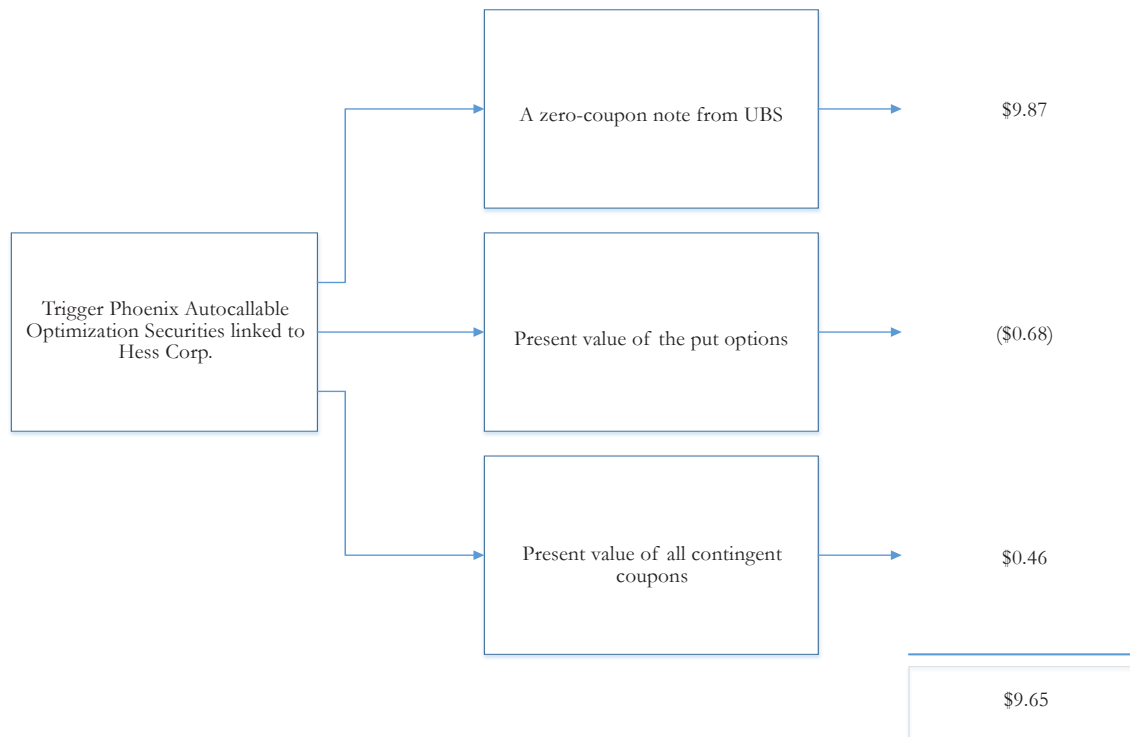 A zero-coupon note from UBS
$9.87
Trigger Phoenix Autocallable
Optimization Securities linked to
Hess Corp.
Present value of the put options
($0.68)
Present value of all contingent
coupons
$0.46
$9.65